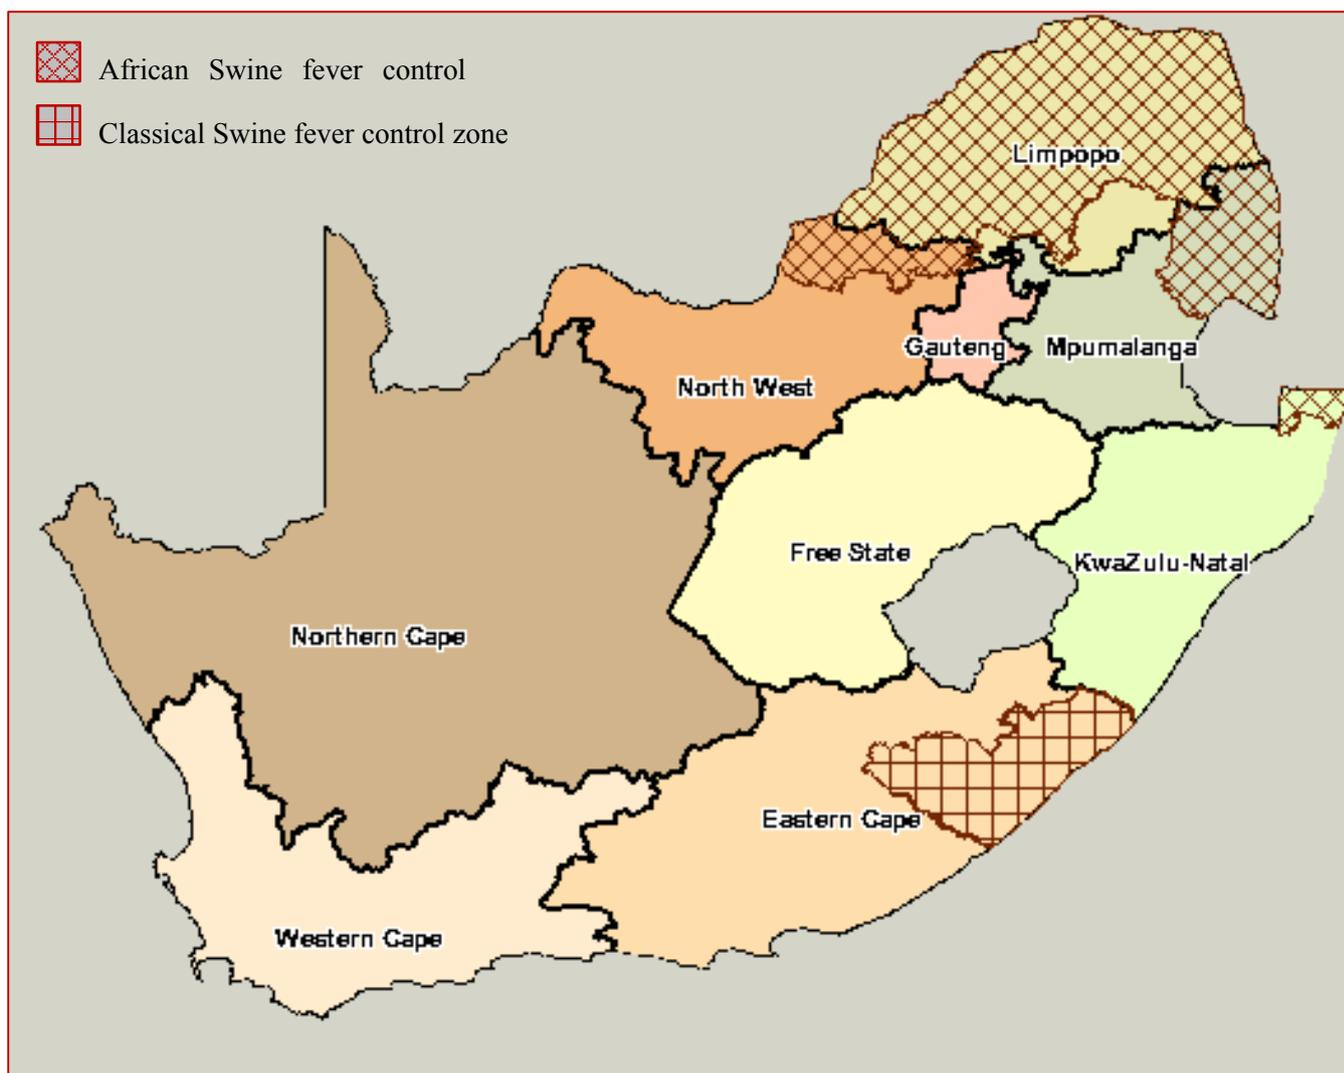 African Swine fever control
Classical Swine fever control zone
Limpopo
Gauteng
Mpumalanga
North West
Free State
KwaZulu-Natal
Northern Cape
Eastern Cape
Western Cape